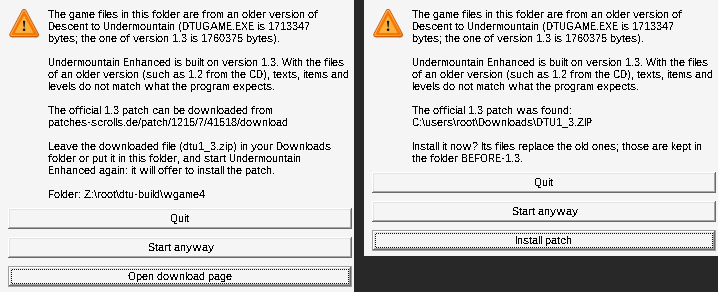 The game files in this folder are from an older version of
Descent to Undermountain (DTUGAME.EXE is 1713347
bytes; the one of version 1.3 is 1760375 bytes).
Undermountain Enhanced is built on version 1.3. With the files
of an older version (such as 1.2 from the CD), texts, items and
levels do not match what the program expects.
The official 1.3 patch can be downloaded from
patches-scrolls.de/patch/1215/7/41518/download
Leave the downloaded file (dtu1_3.zip) in your Downloads
folder or put it in this folder, and start Undermountain
Enhanced again: it will offer to install the patch.
Folder: Z:\root\dtu-build\wgame4
Quit
Start anyway
Open download page
The game files in this folder are from an older version of
Descent to Undermountain (DTUGAME.EXE is 1713347
bytes; the one of version 1.3 is 1760375 bytes).
Undermountain Enhanced is built on version 1.3. With the files
of an older version (such as 1.2 from the CD), texts, items and
levels do not match what the program expects.
The official 1.3 patch was found:
C:\users\root\Downloads\DTU1_3.ZIP
Install it now? Its files replace the old ones; those are kept in
the folder BEFORE-1.3.
Quit
Start anyway
Install patch